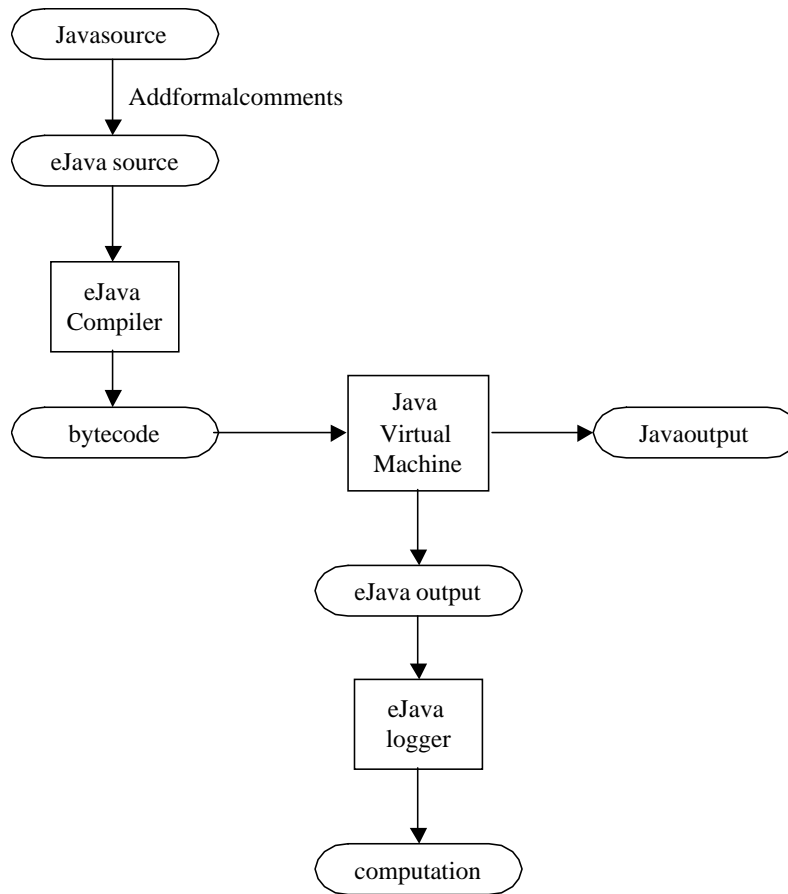 Javasource
Addformalcomments
eJava source
eJava
Compiler
bytecode
Java
Virtual
Machine
Javaoutput
eJava output
eJava
logger
computation